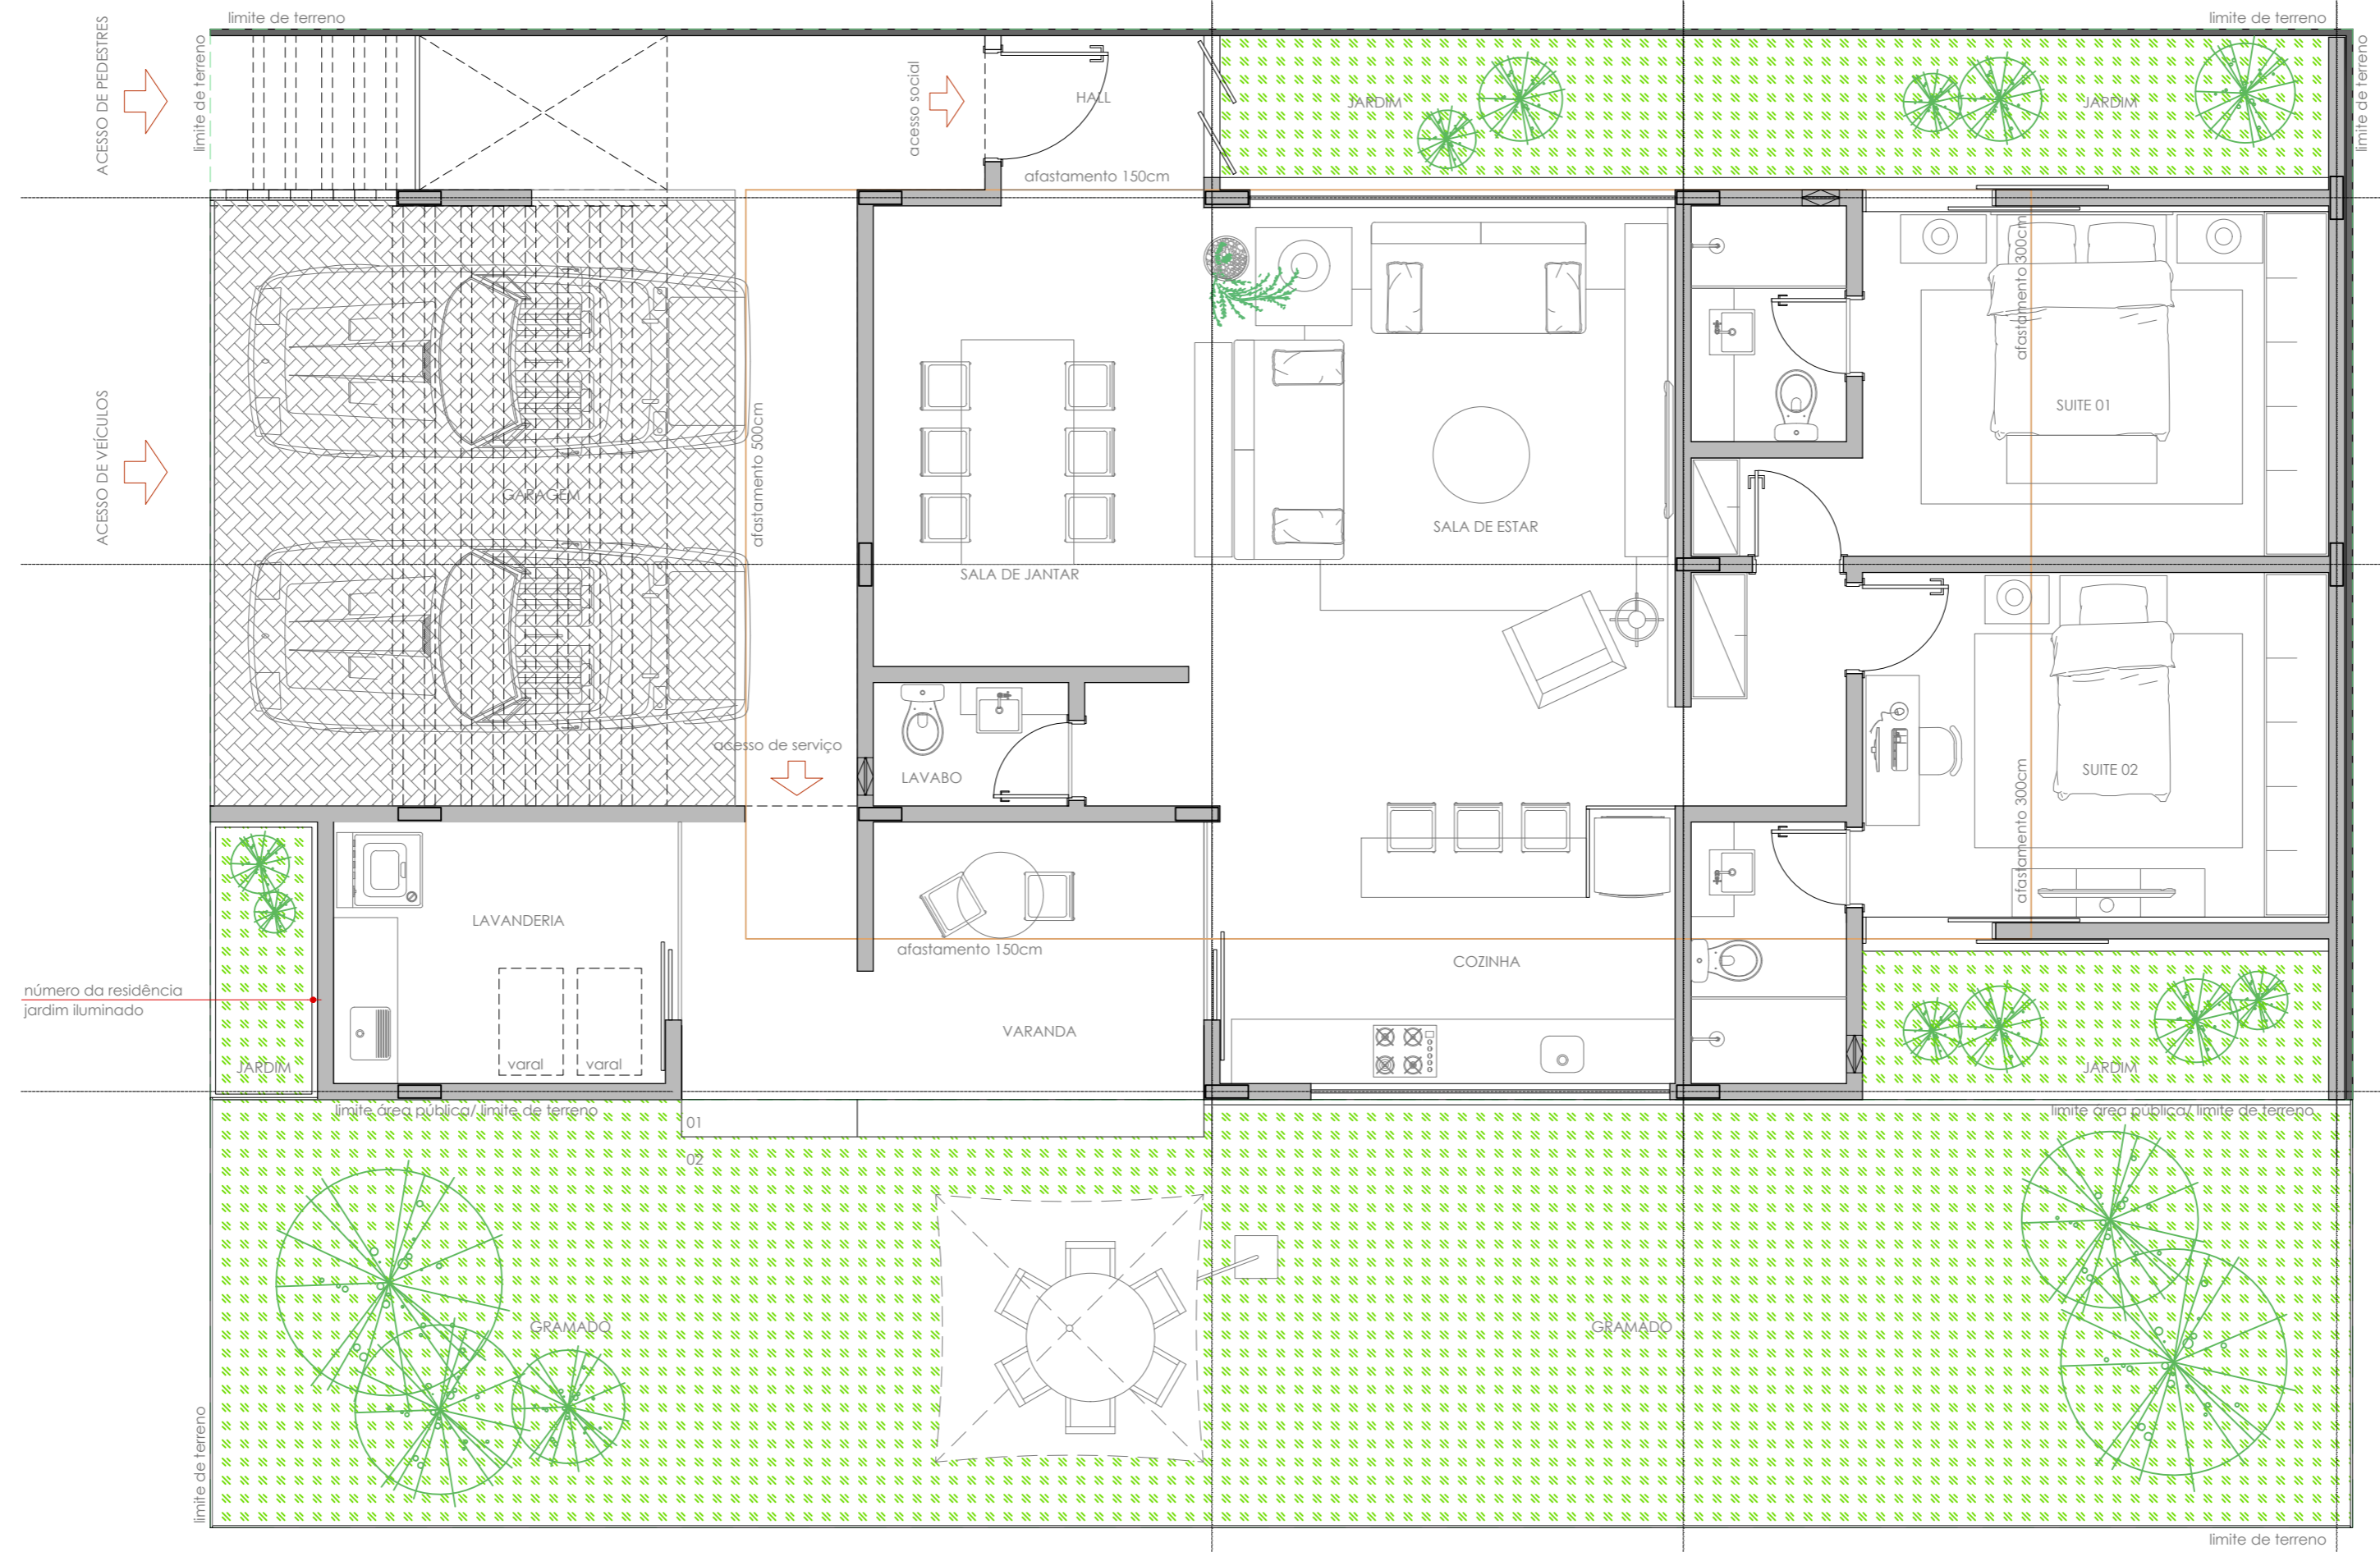 limite de terreno
limite de terreno
ACESSO DE PEDESTRES
limite de terreno
acesso social
HALL
JARDIM
JARDIM
limite de terreno
afastamento 150cm
afastamento 300cm
ACESSO DE VEÍCULOS
afastamento 500cm
SUITE 01
GARAGEM
SALA DE ESTAR
SALA DE JANTAR
acesso de serviço
LAVABO
SUITE 02
afastamento 300cm
LAVANDERIA
afastamento 150cm
COZINHA
número da residência
jardim iluminado
VARANDA
JARDIM
varal
varal
JARDIM
limite área pública/ limite de terreno
limite área pública/ limite de terreno
01
02
GRAMADO
GRAMADO
limite de terreno
limite de terreno